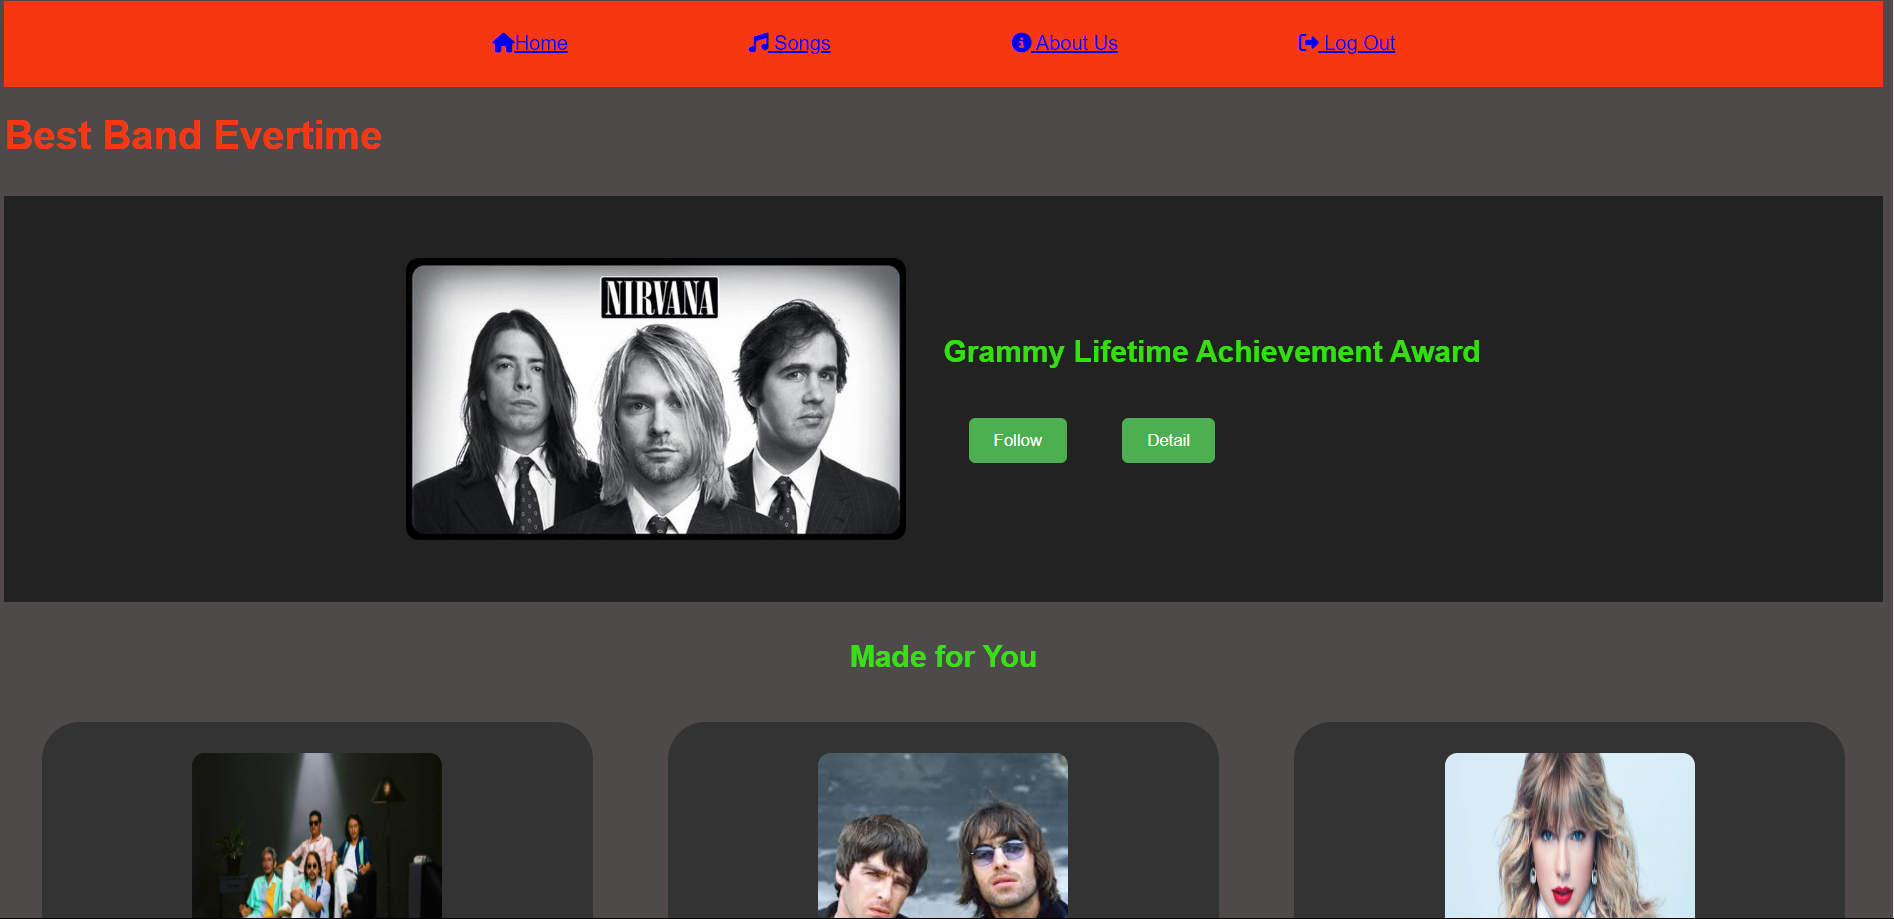 Home Songs About Us Log Out
Best Band Evertime
NIRVANA
Grammy Lifetime Achievement Award
Follow Detail
Made for You